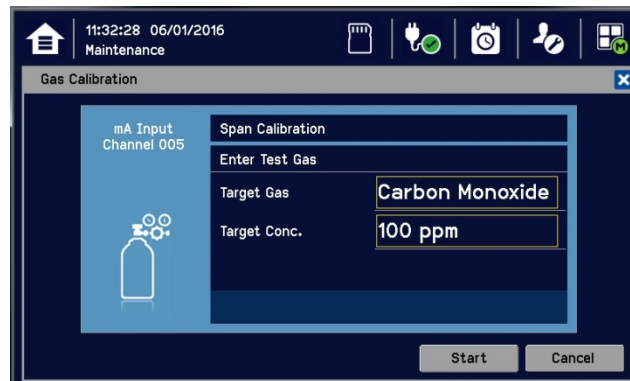 11:32:28 06/01/2016
Maintenance
M
Gas Calibration
mA Input
Channel 005
Span Calibration
Enter Test Gas
Target Gas Carbon Monoxide
Target Conc. 100 ppm
Start Cancel